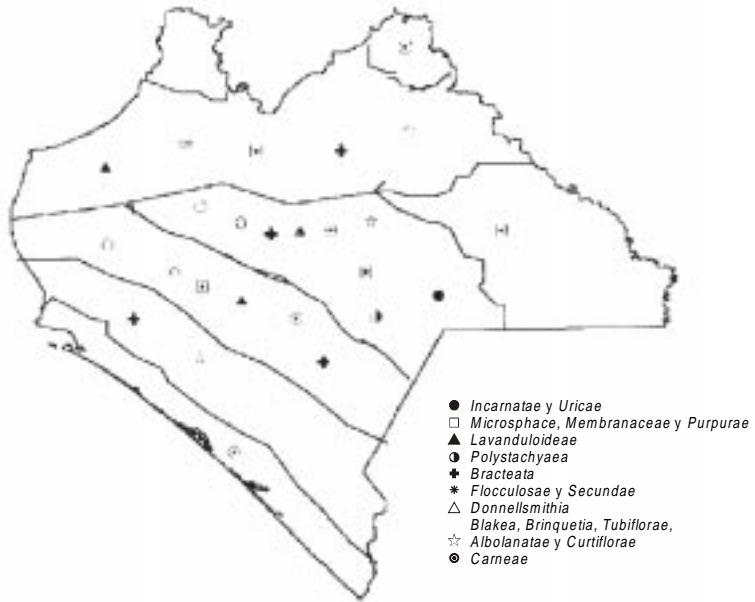 Incarnatae y Uricae
Microsphace, Membranaceae y Purpurae
Lavanduloideae
Polystachyaea
Bracteata
Flocculosae y Secundae
Donnellsmithia
Blakea, Brinquetia, Tubiflorae,
Albolanatae y Curtiflorae
Carneae